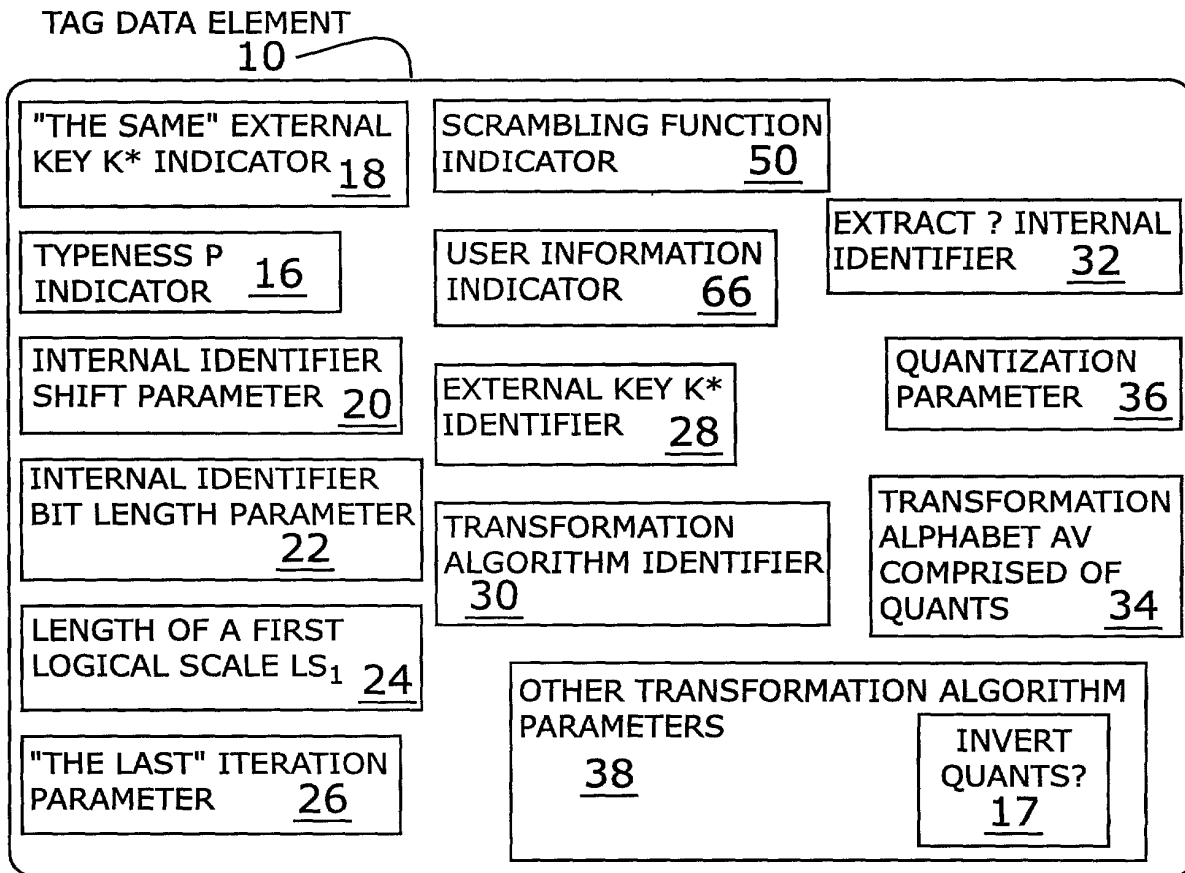 TAG DATA ELEMENT
10
"THE SAME" EXTERNAL
KEY K* INDICATOR 18
TYPENESS P
INDICATOR 16
INTERNAL IDENTIFIER
SHIFT PARAMETER 20
INTERNAL IDENTIFIER
BIT LENGTH PARAMETER
22
LENGTH OF A FIRST
LOGICAL SCALE LS₁ 24
"THE LAST" ITERATION
PARAMETER 26
SCRAMBLING FUNCTION
INDICATOR 50
USER INFORMATION
INDICATOR 66
EXTERNAL KEY K*
IDENTIFIER 28
TRANSFORMATION
ALGORITHM IDENTIFIER
30
EXTRACT ? INTERNAL
IDENTIFIER 32
QUANTIZATION
PARAMETER 36
TRANSFORMATION
ALPHABET AV
COMPRISED OF
QUANTS 34
OTHER TRANSFORMATION ALGORITHM
PARAMETERS
38
INVERT
QUANTS?
17